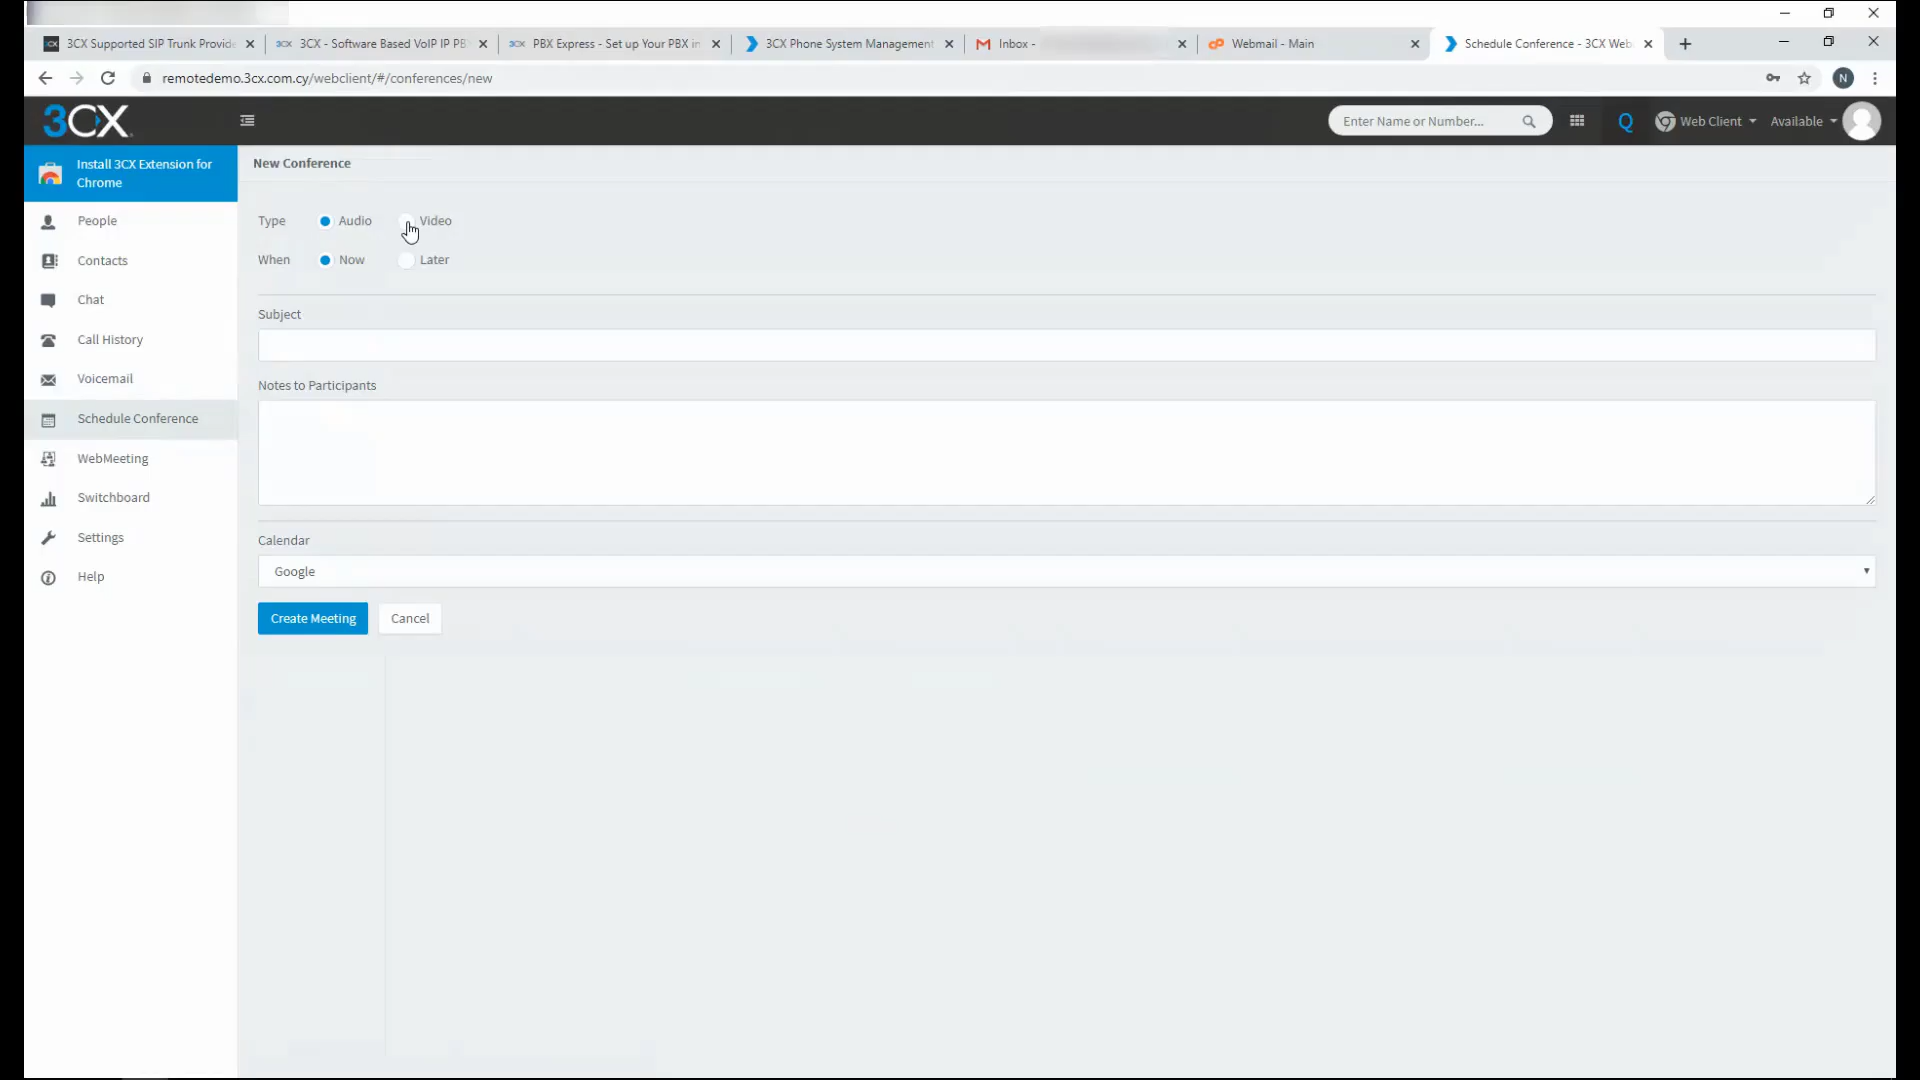 3CX Supported SIP Trunk Provide
3CX - Software Based VoIP IP PB
PBX Express - Set up Your PBX in
3CX Phone System Management
Inbox -
Webmail - Main
Schedule Conference - 3CX Web
remotedemo.3cx.com.cy/webclient/#/conferences/new
N
3CX
Enter Name or Number...
Q
Web Client
Available
Install 3CX Extension for
Chrome
People
Contacts
Chat
Call History
Voicemail
Schedule Conference
WebMeeting
Switchboard
Settings
Help
New Conference
Type Audio Video
When Now Later
Subject
Notes to Participants
Calendar
Google
Create Meeting Cancel